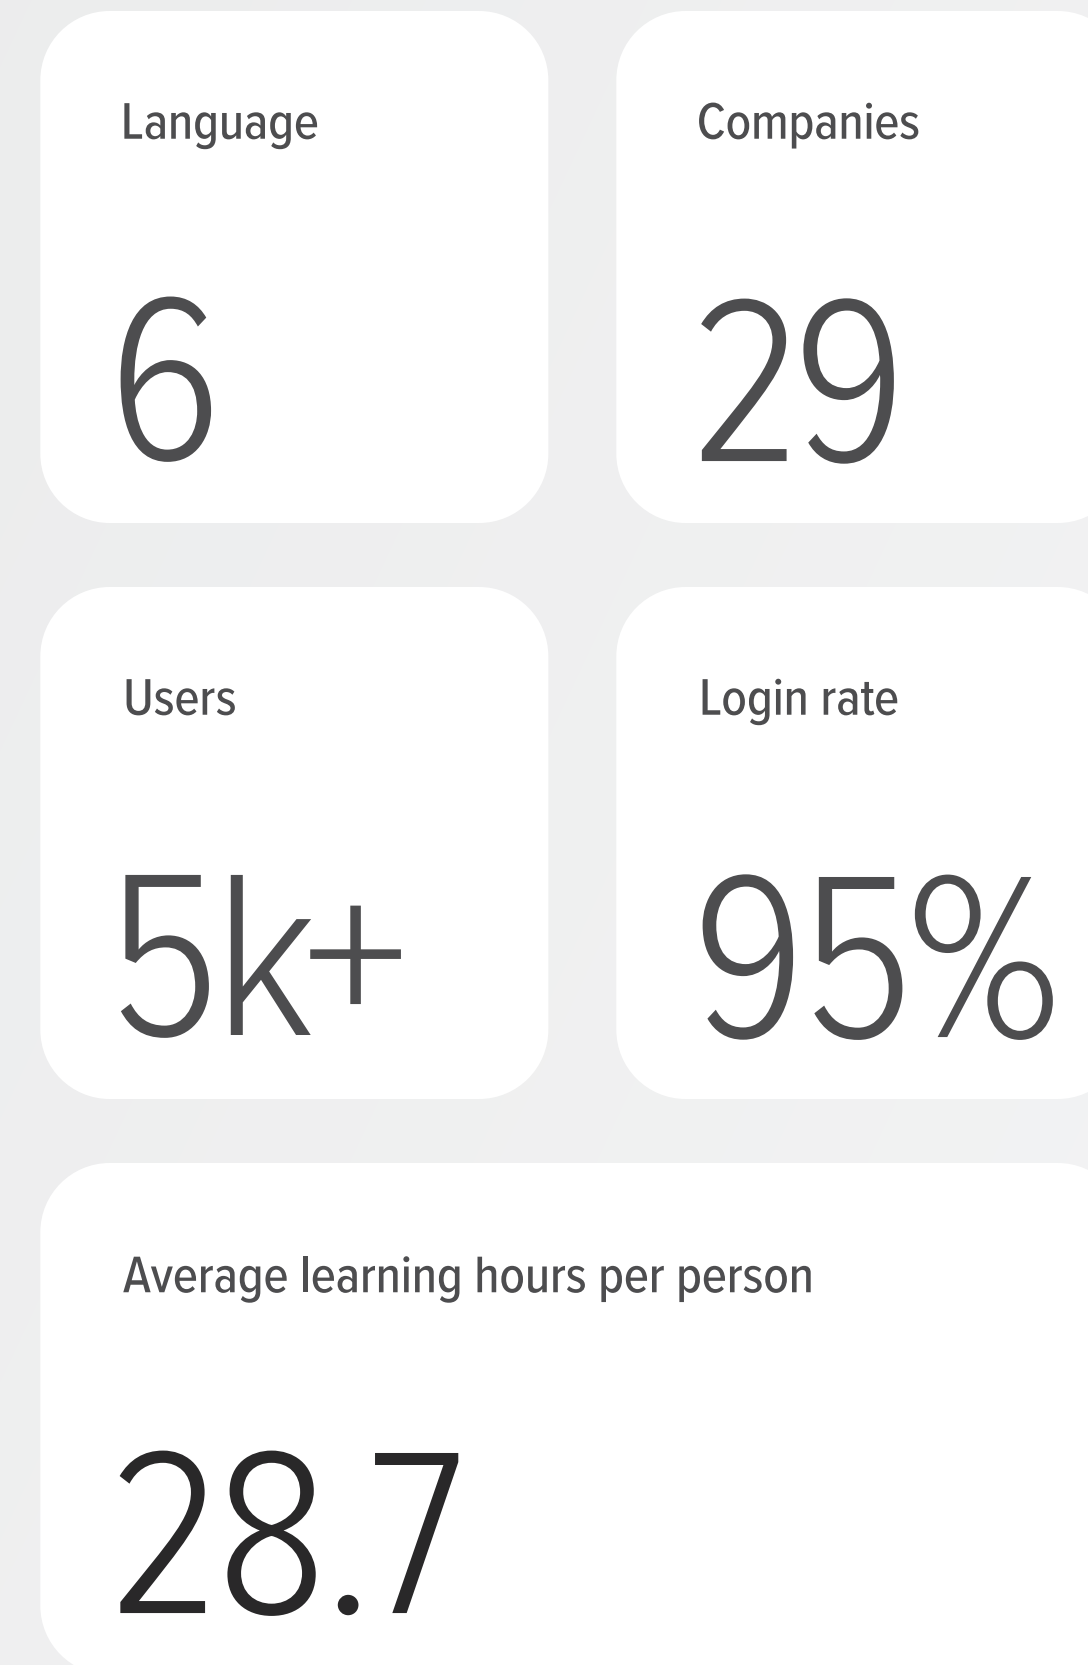 Language
6
Companies
29
Users
5k+
Login rate
95%
Average learning hours per person
28.7